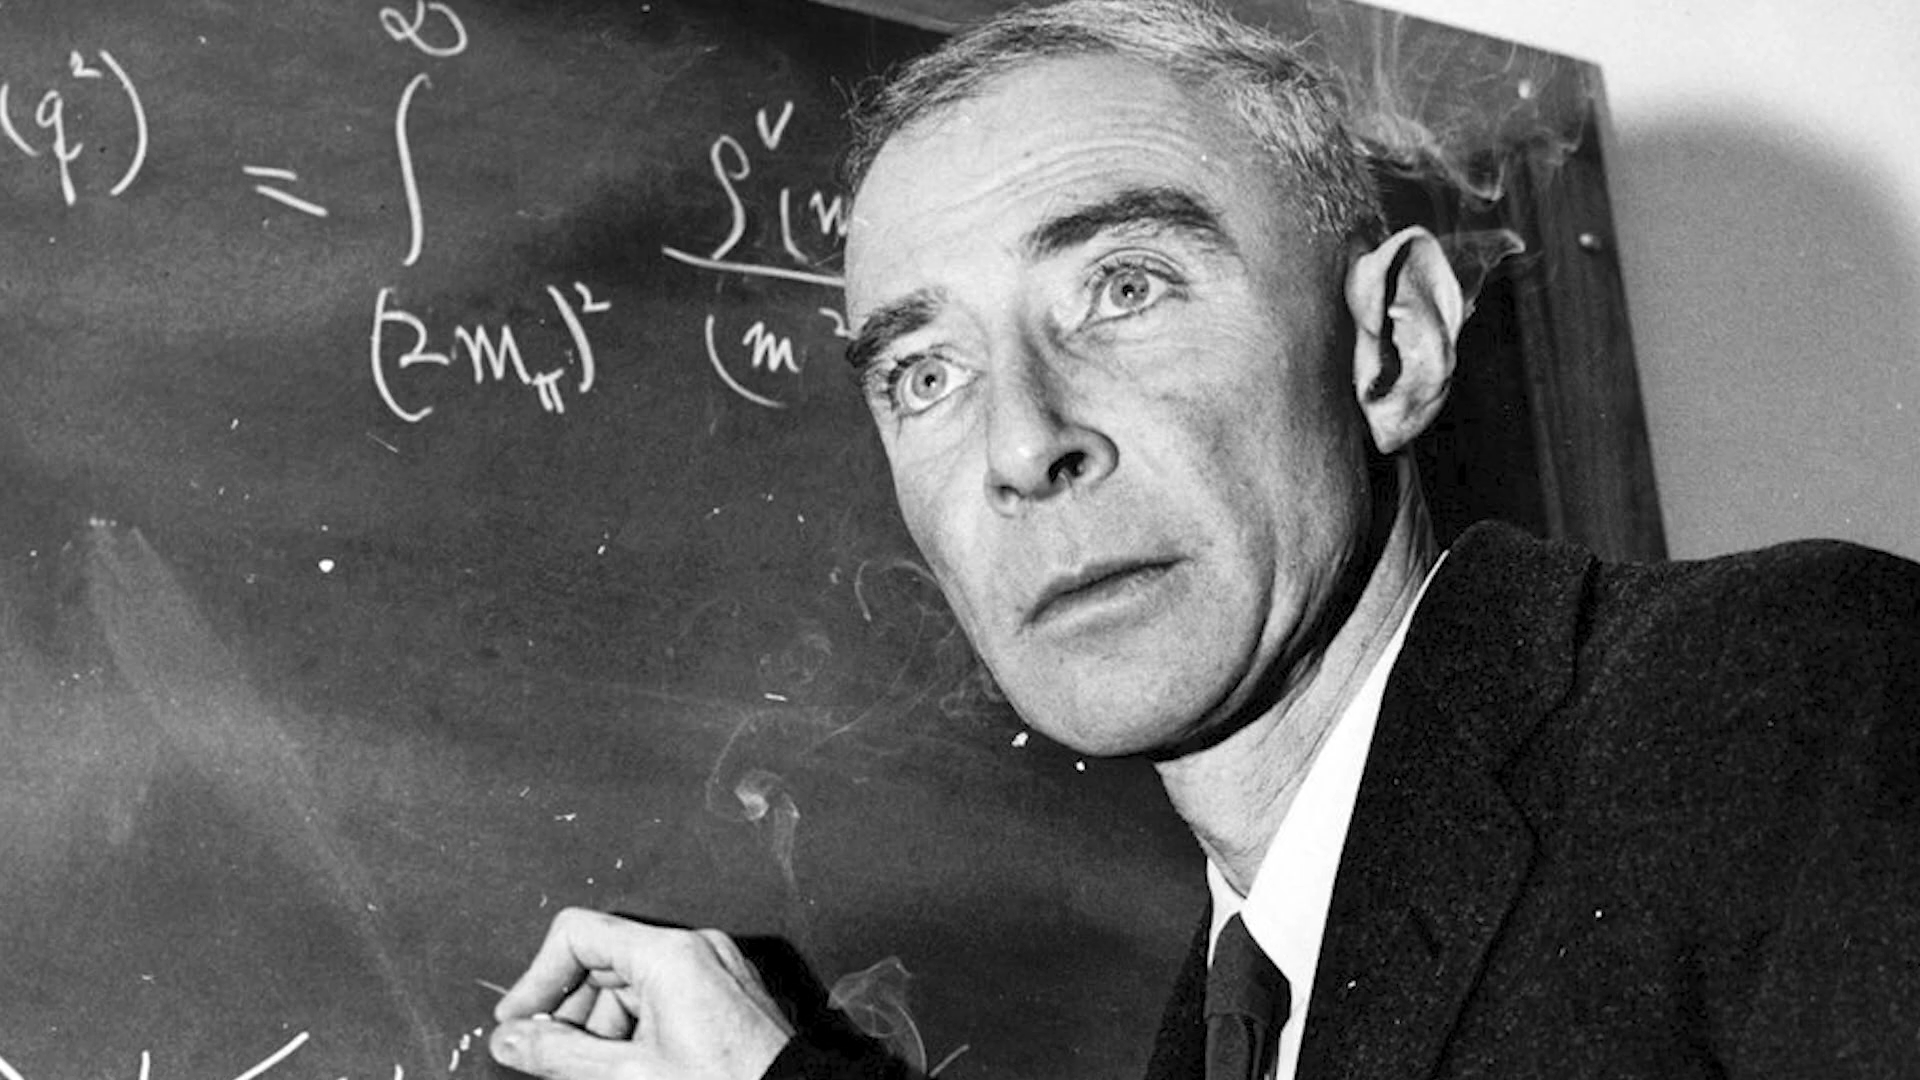 ∞
(q²) = ∫ ρᵛ(m
(2mπ)² (m²